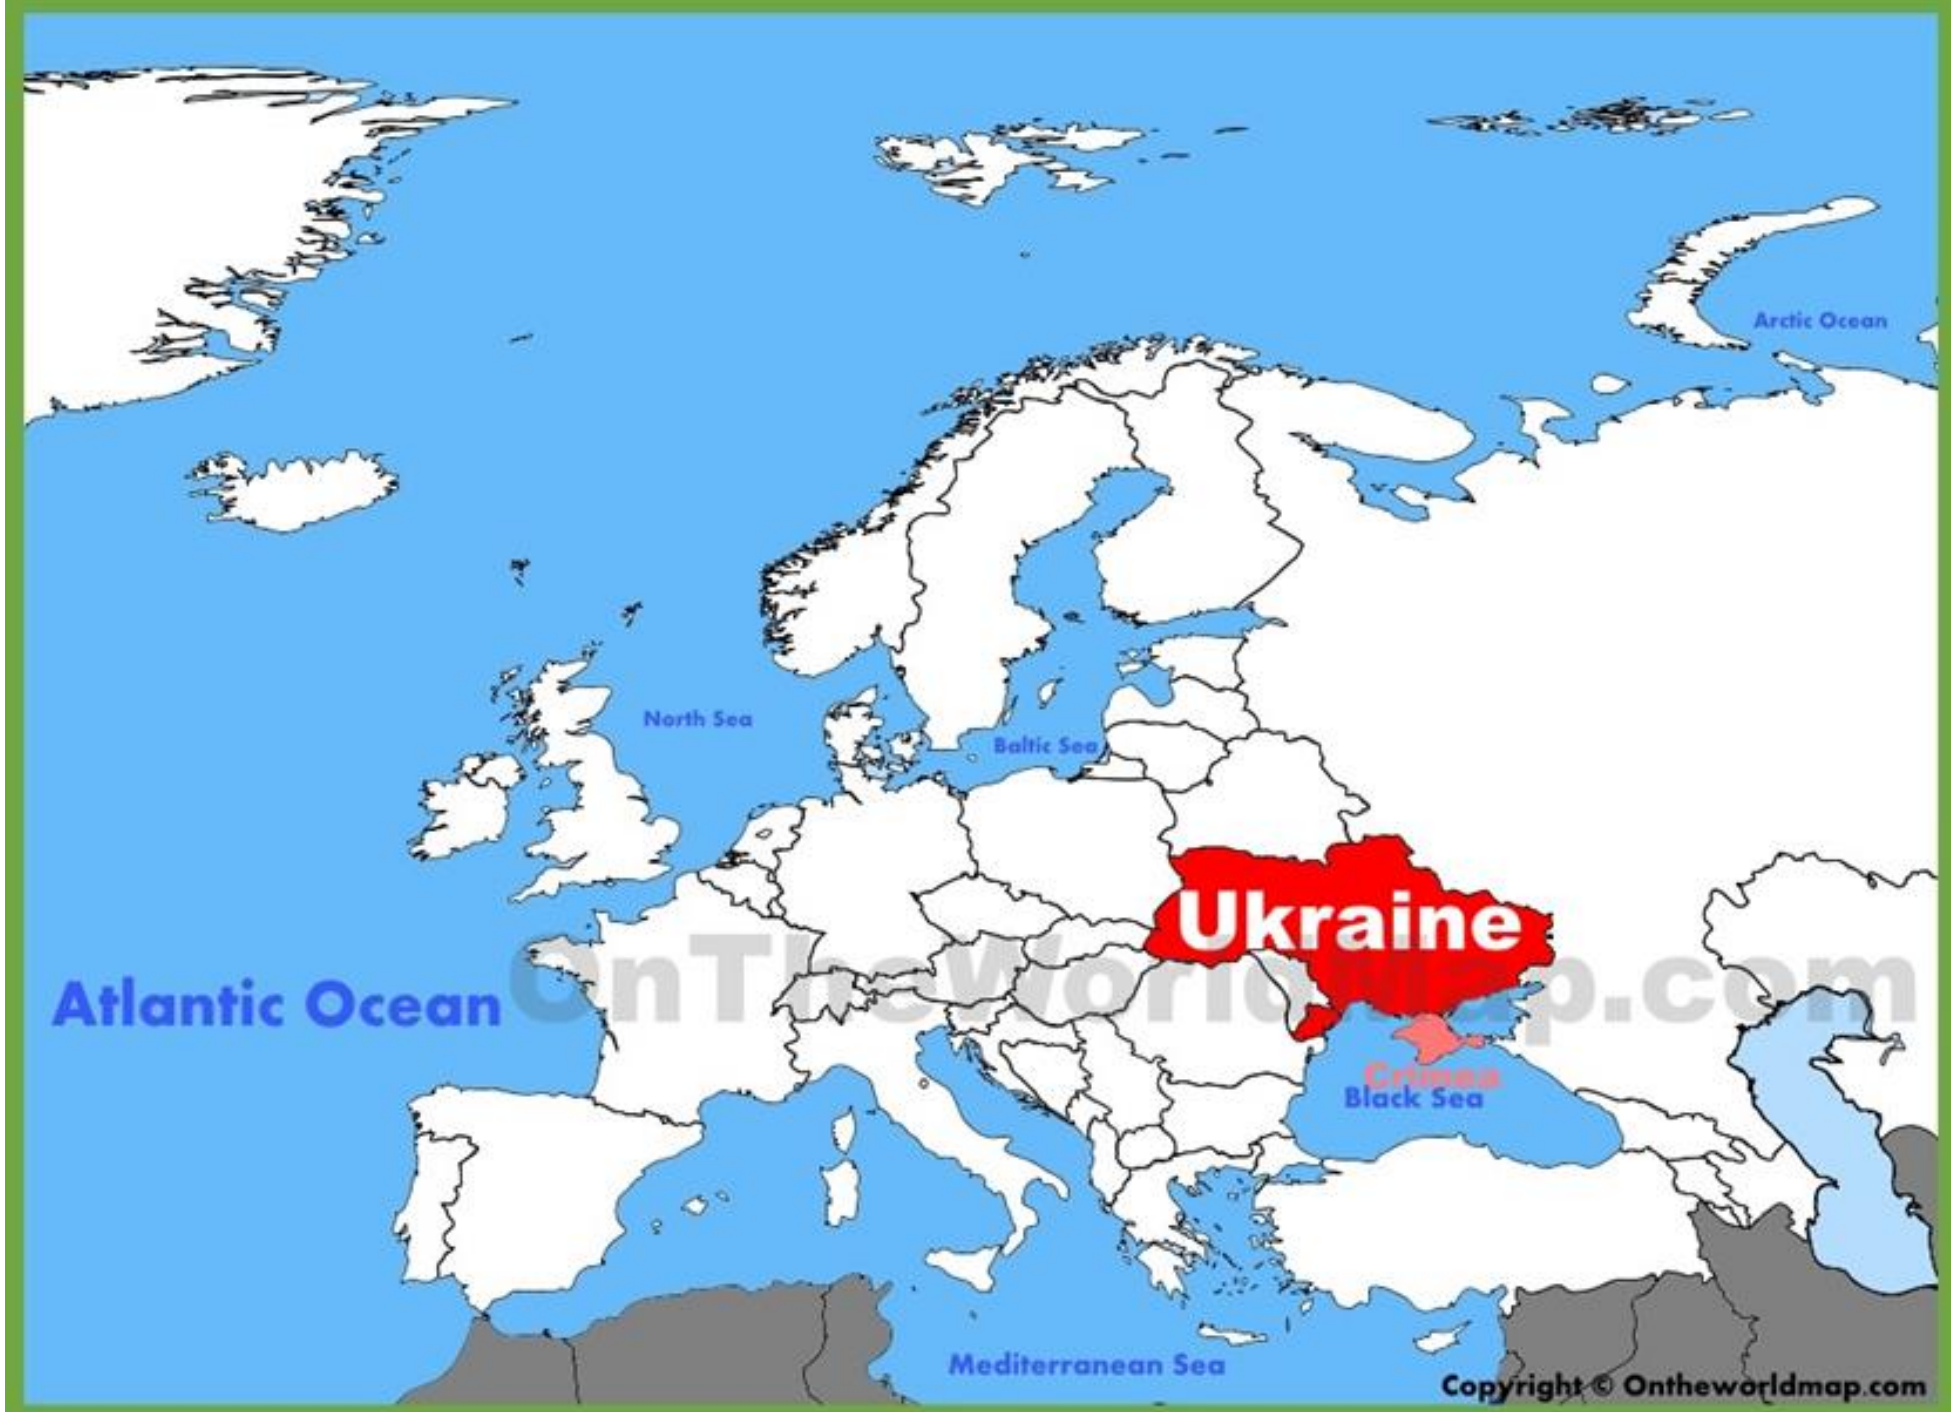 Arctic Ocean
North Sea
Baltic Sea
Ukraine
OnTheWorldMap.com
Atlantic Ocean
Crimea
Black Sea
Mediterranean Sea
Copyright © Ontheworldmap.com